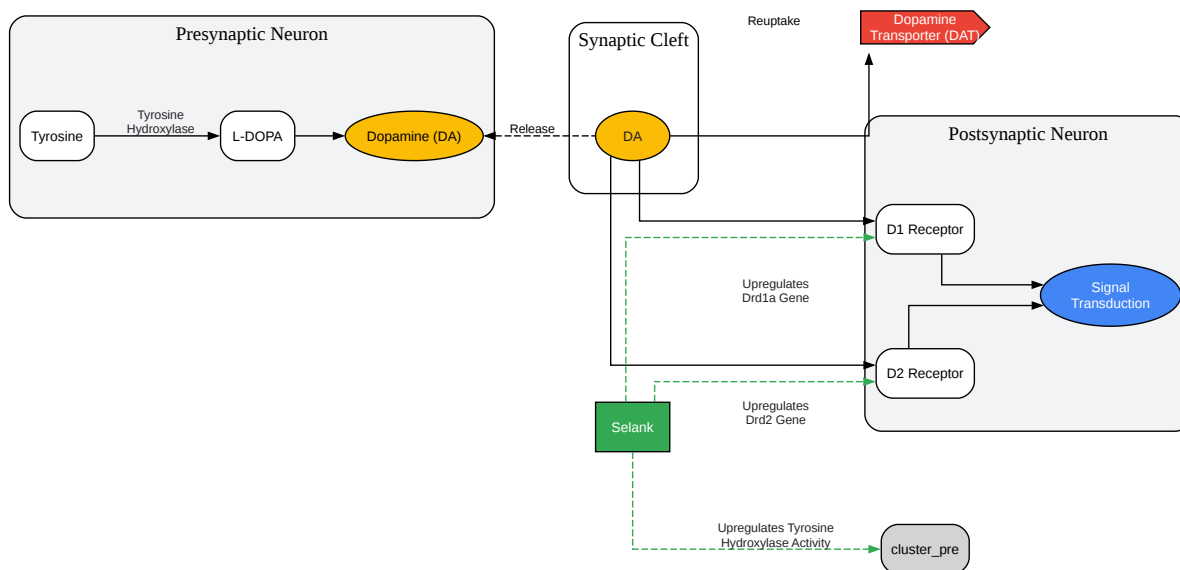 Reuptake
Dopamine
Transporter (DAT)
Presynaptic Neuron
Synaptic Cleft
Tyrosine
Tyrosine
Hydroxylase
L-DOPA
Dopamine (DA)
Release
DA
Postsynaptic Neuron
D1 Receptor
Upregulates
Drd1a Gene
Signal
Transduction
D2 Receptor
Upregulates
Drd2 Gene
Selank
Upregulates Tyrosine
Hydroxylase Activity
cluster_pre